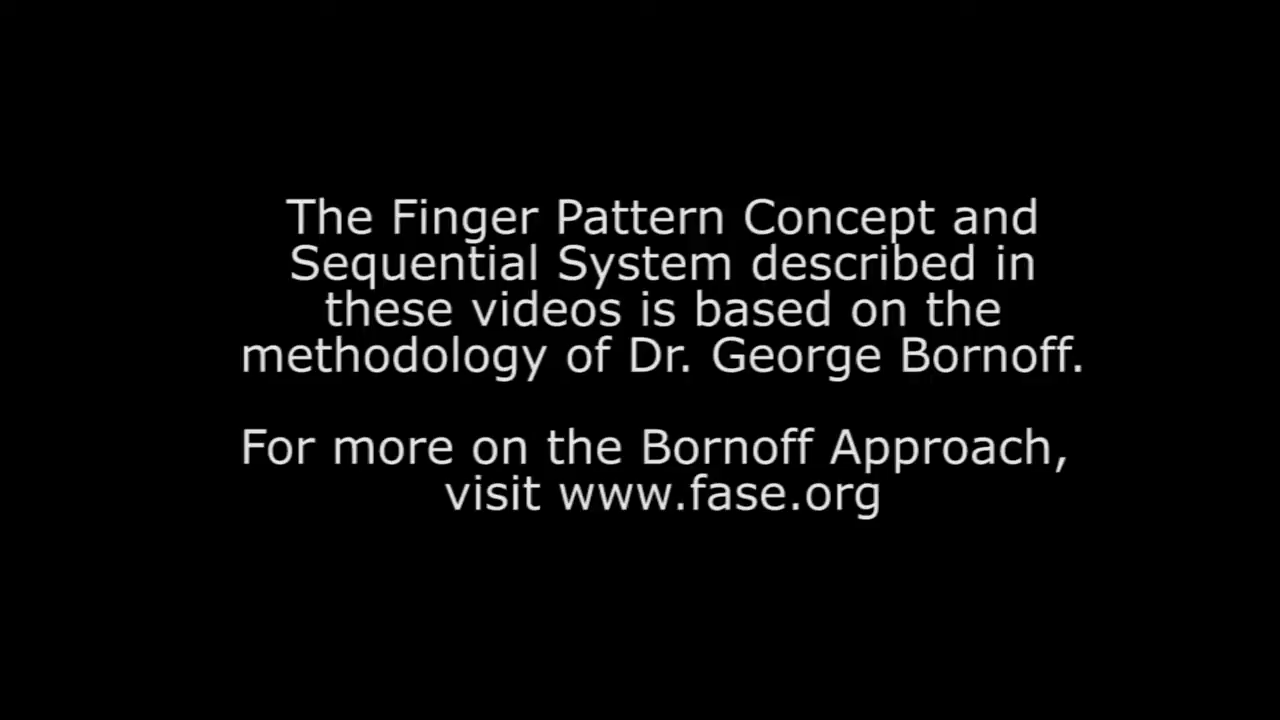 The Finger Pattern Concept and
Sequential System described in
these videos is based on the
methodology of Dr. George Bornoff.
For more on the Bornoff Approach,
visit www.fase.org